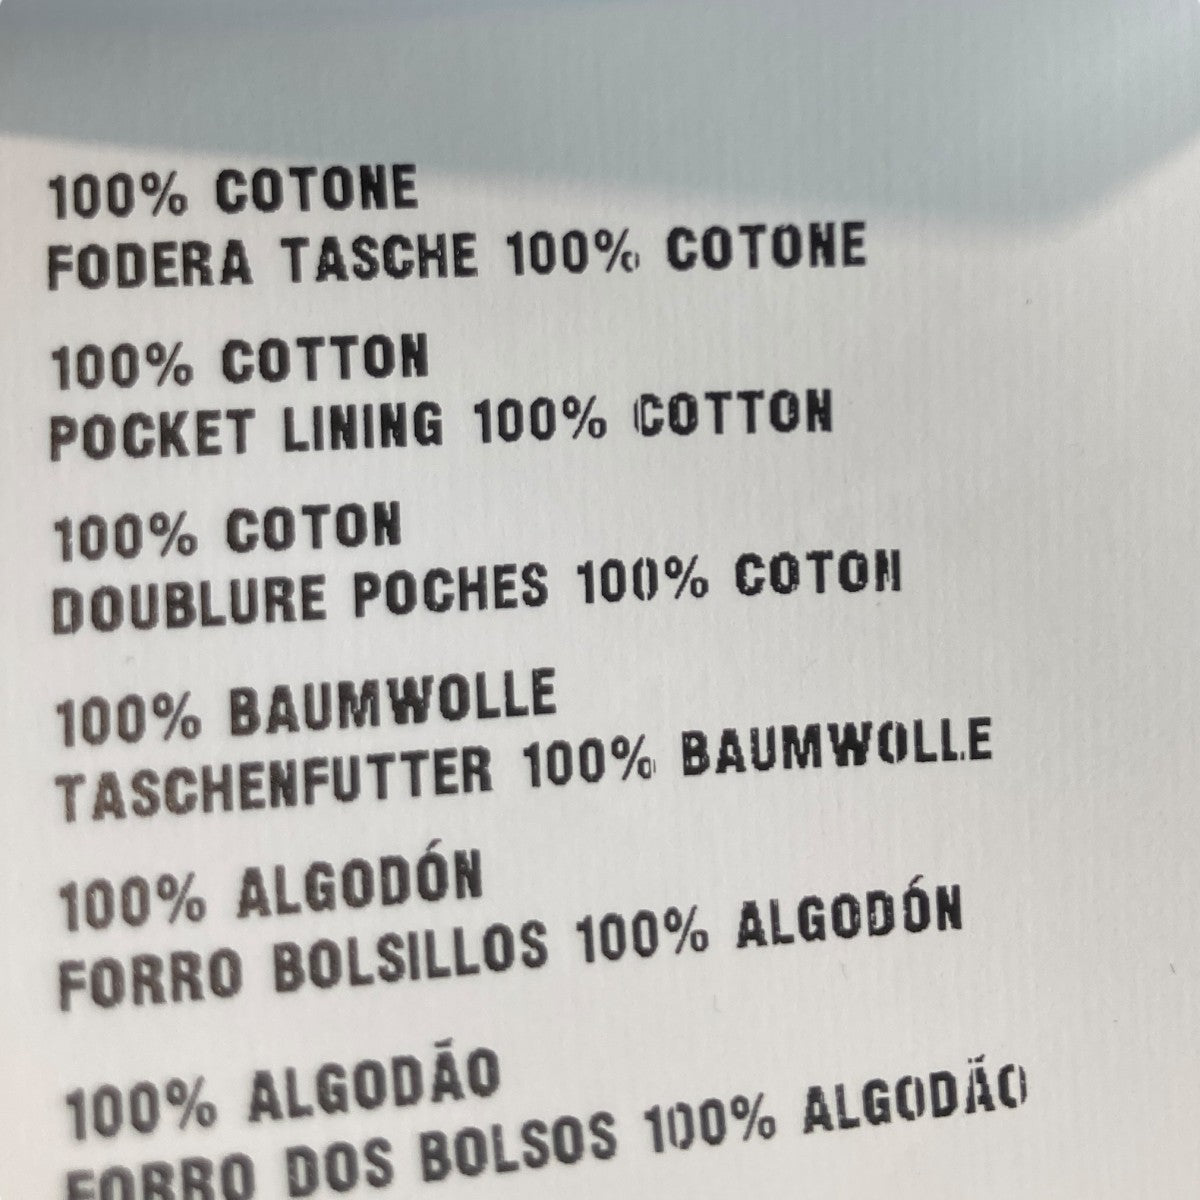 100% COTONE
FODERA TASCHE 100% COTONE
100% COTTON
POCKET LINING 100% COTTON
100% COTON
DOUBLURE POCHES 100% COTON
100% BAUMWOLLE
TASCHENFUTTER 100% BAUMWOLLE
100% ALGODÓN
FORRO BOLSILLOS 100% ALGODÓN
100% ALGODÃO
FORRO DOS BOLSOS 100% ALGODÃO